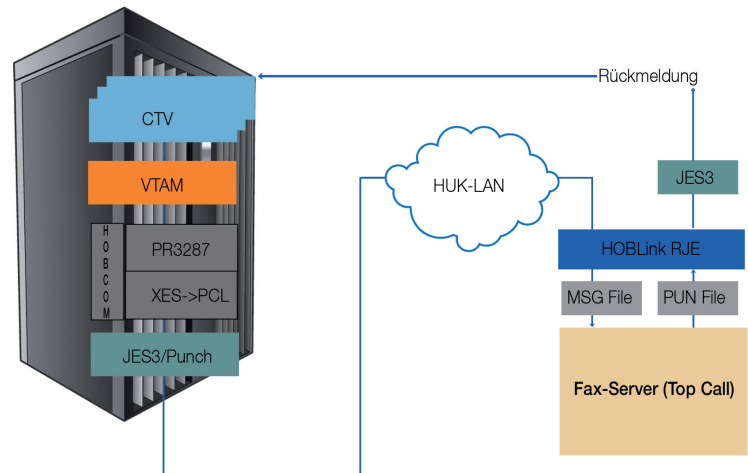 Rückmeldung
CTV
VTAM
HOBCOM
PR3287
XES->PCL
JES3/Punch
HUK-LAN
JES3
HOBLink RJE
MSG File
PUN File
Fax-Server (Top Call)